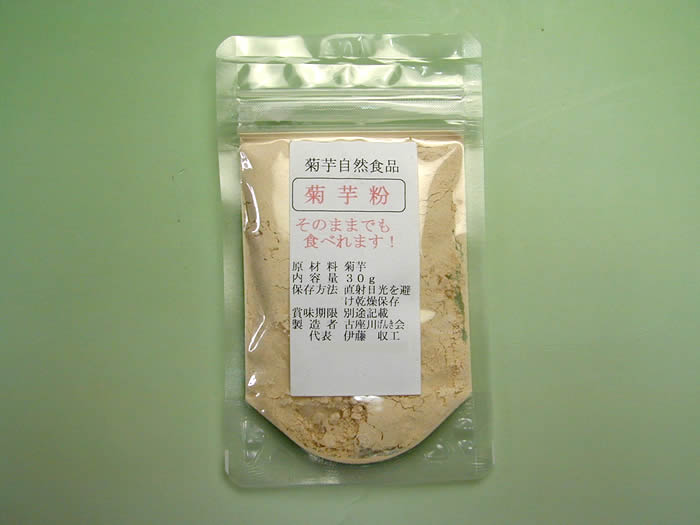 菊芋自然食品
菊芋粉
そのままでも
食べれます！
原材料 菊芋
内容量 30g
保存方法 直射日光を避
け乾燥保存
賞味期限 別途記載
製造者 古座川げんき会
代表 伊藤 収工